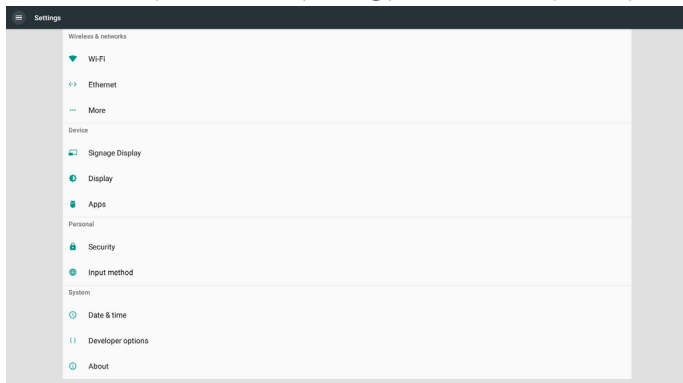 Settings
Wireless & networks
Wi-Fi
Ethernet
More
Device
Signage Display
Display
Apps
Personal
Security
Input method
System
Date & time
Developer options
About